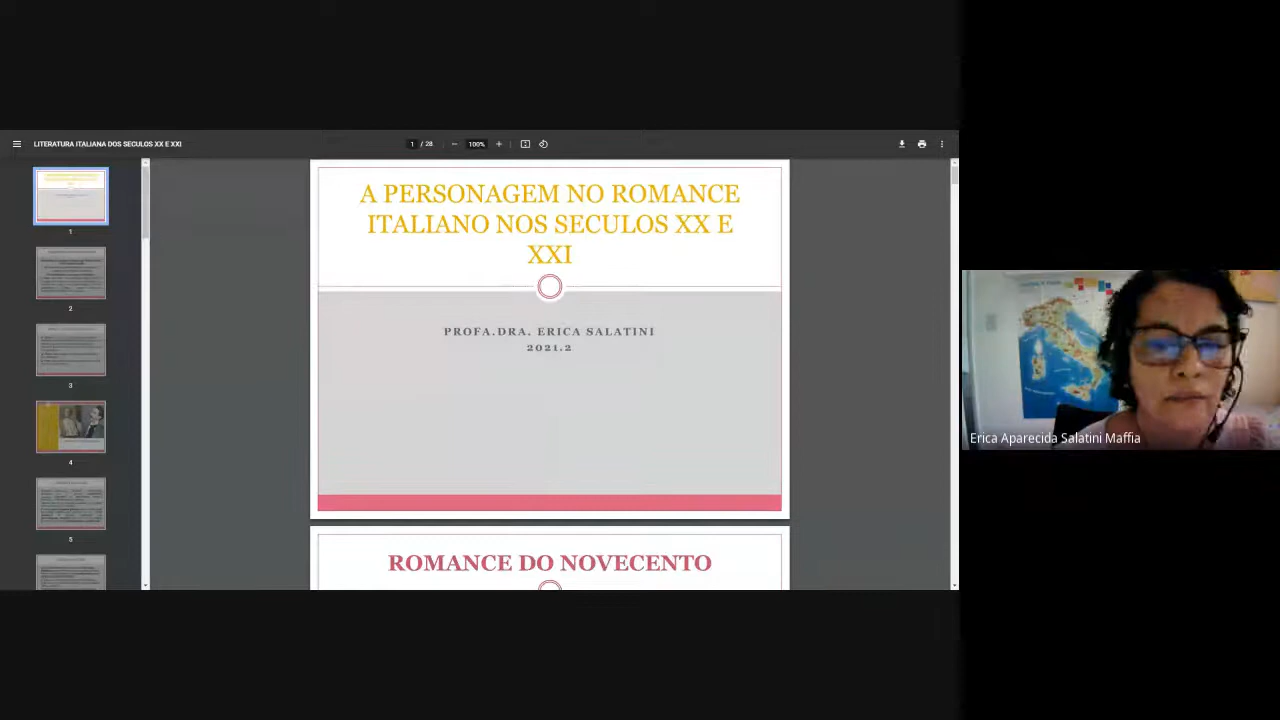 LITERATURA ITALIANA DOS SECULOS XX E XXI
1 / 28
100%
A PERSONAGEM NO ROMANCE
ITALIANO NOS SECULOS XX E
XXI
PROFA.DRA. ERICA SALATINI
2021.2
ROMANCE DO NOVECENTO
1
2
3
4
5
Erica Aparecida Salatini Maffia